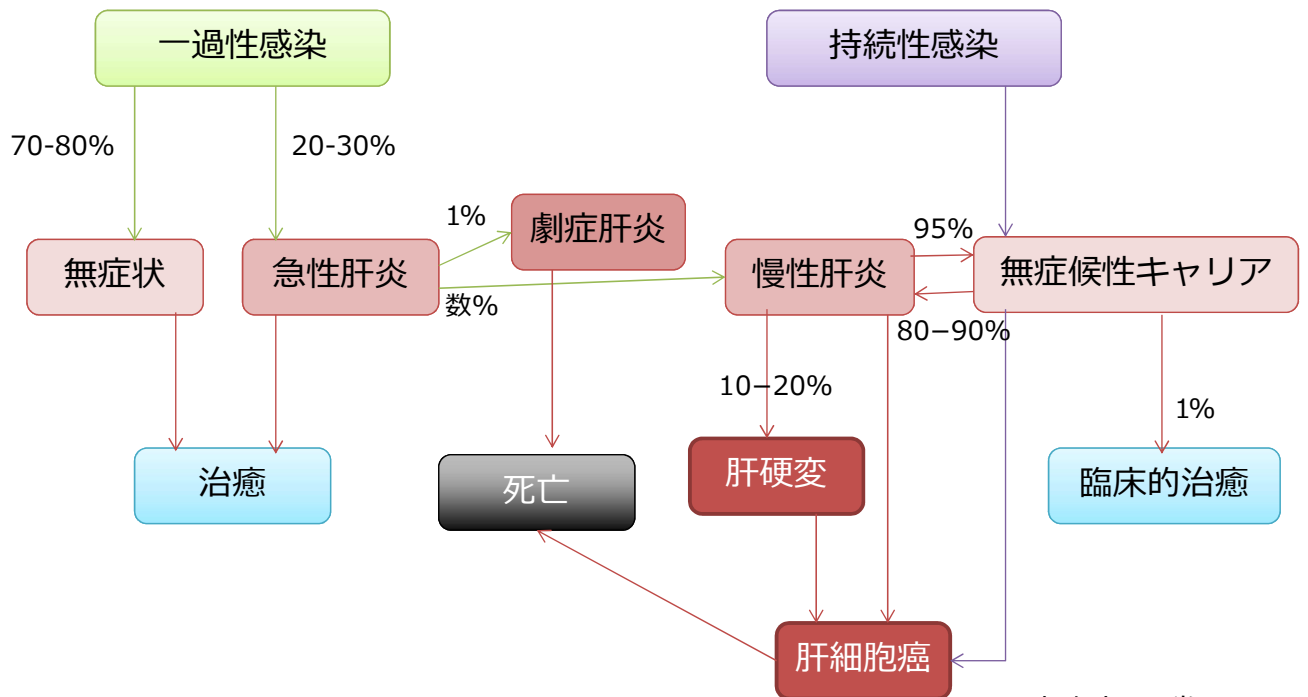 一過性感染
持続性感染
70-80%
20-30%
1%
劇症肝炎
95%
無症状
急性肝炎
慢性肝炎
無症候性キャリア
数%
80−90%
10−20%
1%
治癒
死亡
肝硬変
臨床的治癒
肝細胞癌